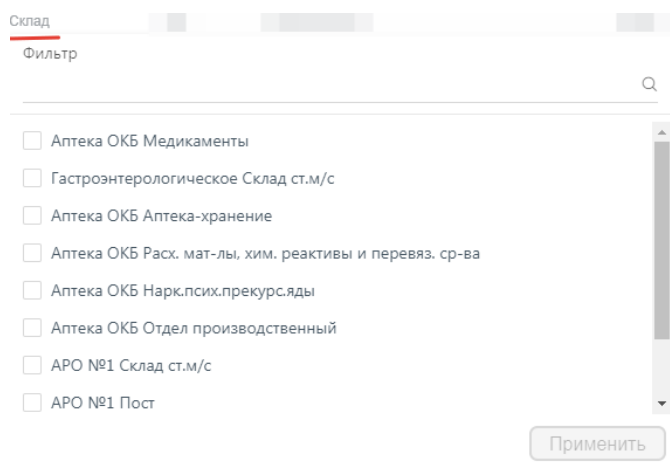 Склад
Фильтр
Аптека ОКБ Медикаменты
Гастроэнтерологическое Склад ст.м/с
Аптека ОКБ Аптека-хранение
Аптека ОКБ Расх. мат-лы, хим. реактивы и перевяз. ср-ва
Аптека ОКБ Нарк.псих.прекурс.яды
Аптека ОКБ Отдел производственный
АРО №1 Склад ст.м/с
АРО №1 Пост
Применить